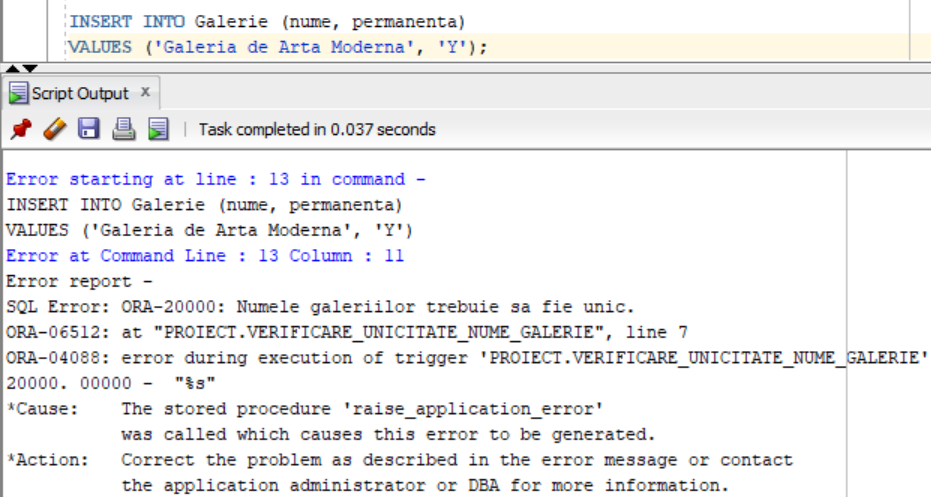 INSERT INTO Galerie (nume, permanenta)
VALUES ('Galeria de Arta Moderna', 'Y');
Script Output x
Task completed in 0.037 seconds
Error starting at line : 13 in command -
INSERT INTO Galerie (nume, permanenta)
VALUES ('Galeria de Arta Moderna', 'Y')
Error at Command Line : 13 Column : 11
Error report -
SQL Error: ORA-20000: Numele galeriilor trebuie sa fie unic.
ORA-06512: at "PROIECT.VERIFICARE_UNICITATE_NUME_GALERIE", line 7
ORA-04088: error during execution of trigger 'PROIECT.VERIFICARE_UNICITATE_NUME_GALERIE'
20000. 00000 -  "%s"
*Cause:    The stored procedure 'raise_application_error'
           was called which causes this error to be generated.
*Action:   Correct the problem as described in the error message or contact
           the application administrator or DBA for more information.